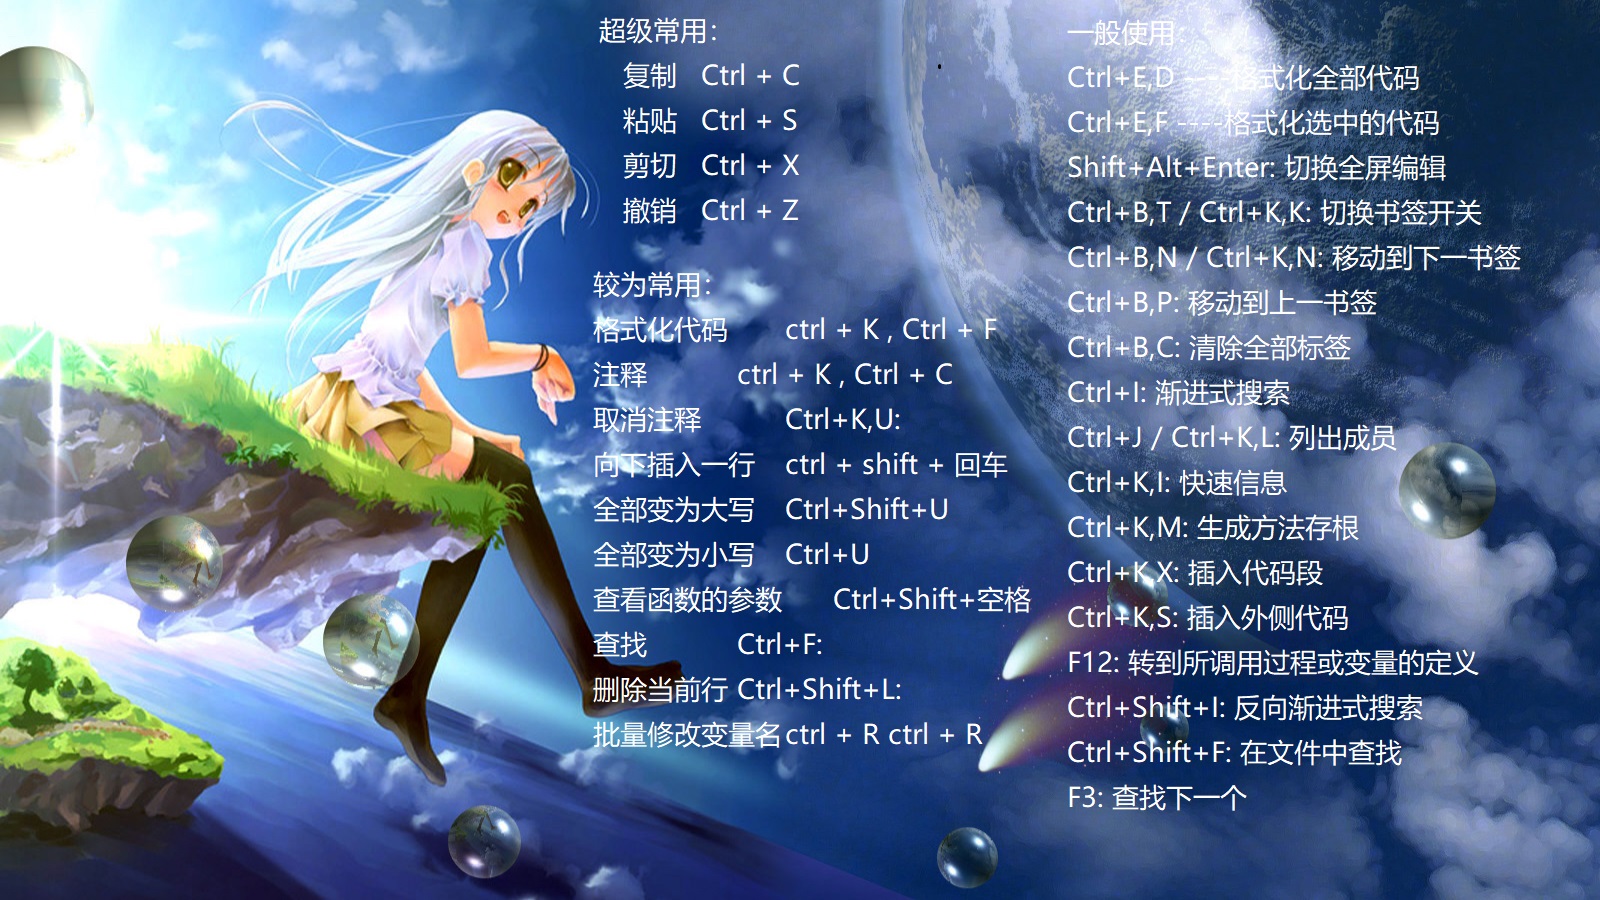 超级常用:
复制 Ctrl + C
粘贴 Ctrl + S
剪切 Ctrl + X
撤销 Ctrl + Z
较为常用:
格式化代码 ctrl + K , Ctrl + F
注释 ctrl + K , Ctrl + C
取消注释 Ctrl+K,U:
向下插入一行 ctrl + shift + 回车
全部变为大写 Ctrl+Shift+U
全部变为小写 Ctrl+U
查看函数的参数 Ctrl+Shift+空格
查找 Ctrl+F:
删除当前行 Ctrl+Shift+L:
批量修改变量名 ctrl + R ctrl + R
一般使用:
Ctrl+E,D ----格式化全部代码
Ctrl+E,F ----格式化选中的代码
Shift+Alt+Enter: 切换全屏编辑
Ctrl+B,T / Ctrl+K,K: 切换书签开关
Ctrl+B,N / Ctrl+K,N: 移动到下一书签
Ctrl+B,P: 移动到上一书签
Ctrl+B,C: 清除全部标签
Ctrl+I: 渐进式搜索
Ctrl+J / Ctrl+K,L: 列出成员
Ctrl+K,I: 快速信息
Ctrl+K,M: 生成方法存根
Ctrl+K,X: 插入代码段
Ctrl+K,S: 插入外侧代码
F12: 转到所调用过程或变量的定义
Ctrl+Shift+I: 反向渐进式搜索
Ctrl+Shift+F: 在文件中查找
F3: 查找下一个